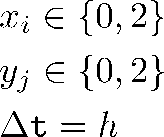 x_i ∈ {0, 2}
y_j ∈ {0, 2}
Δt = h